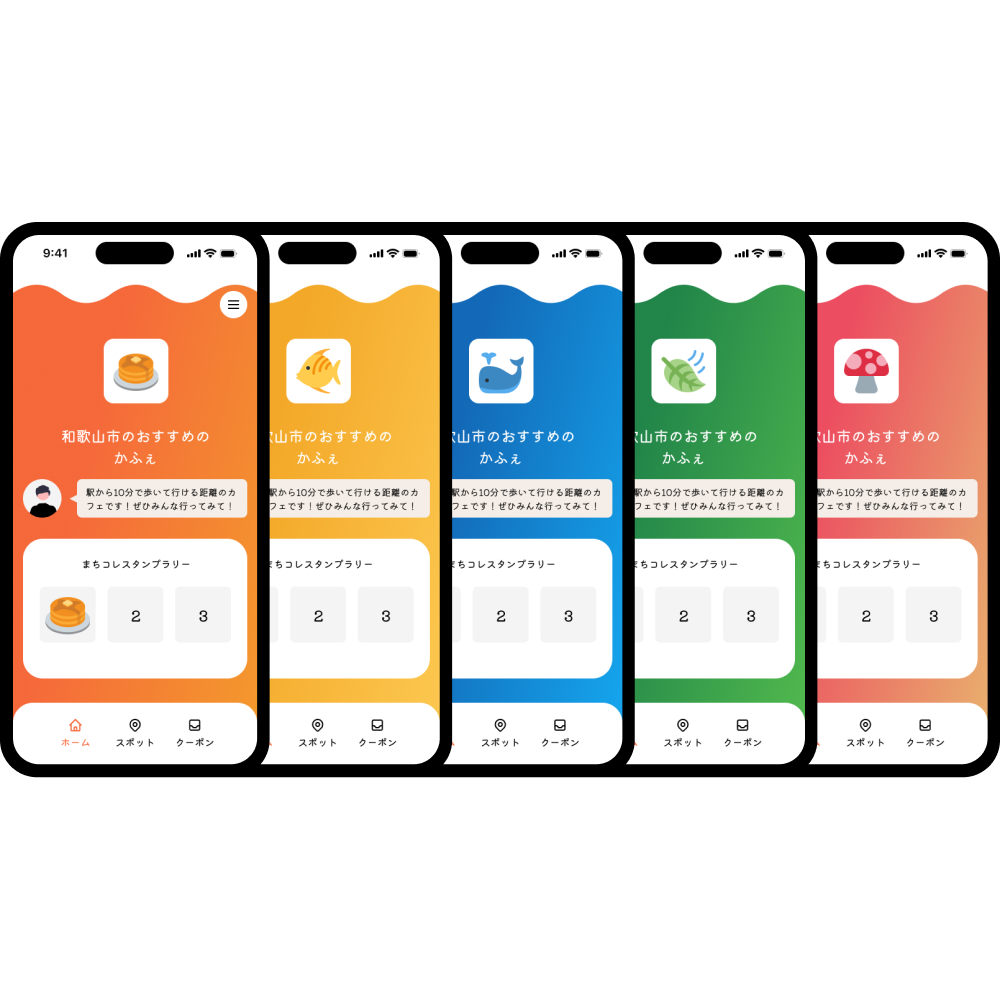 9:41
和歌山市のおすすめの
かふぇ
駅から10分で歩いて行ける距離のカ
フェです！ぜひみんな行ってみて！
まちコレスタンプラリー
2
3
ホーム
スポット
クーポン
山市のおすすめの
かふぇ
駅から10分で歩いて行ける距離のカ
フェです！ぜひみんな行ってみて！
まちコレスタンプラリー
2
3
スポット
クーポン
山市のおすすめの
かふぇ
駅から10分で歩いて行ける距離のカ
フェです！ぜひみんな行ってみて！
まちコレスタンプラリー
2
3
スポット
クーポン
山市のおすすめの
かふぇ
駅から10分で歩いて行ける距離のカ
フェです！ぜひみんな行ってみて！
まちコレスタンプラリー
2
3
スポット
クーポン
山市のおすすめの
かふぇ
駅から10分で歩いて行ける距離のカ
フェです！ぜひみんな行ってみて！
まちコレスタンプラリー
2
3
スポット
クーポン